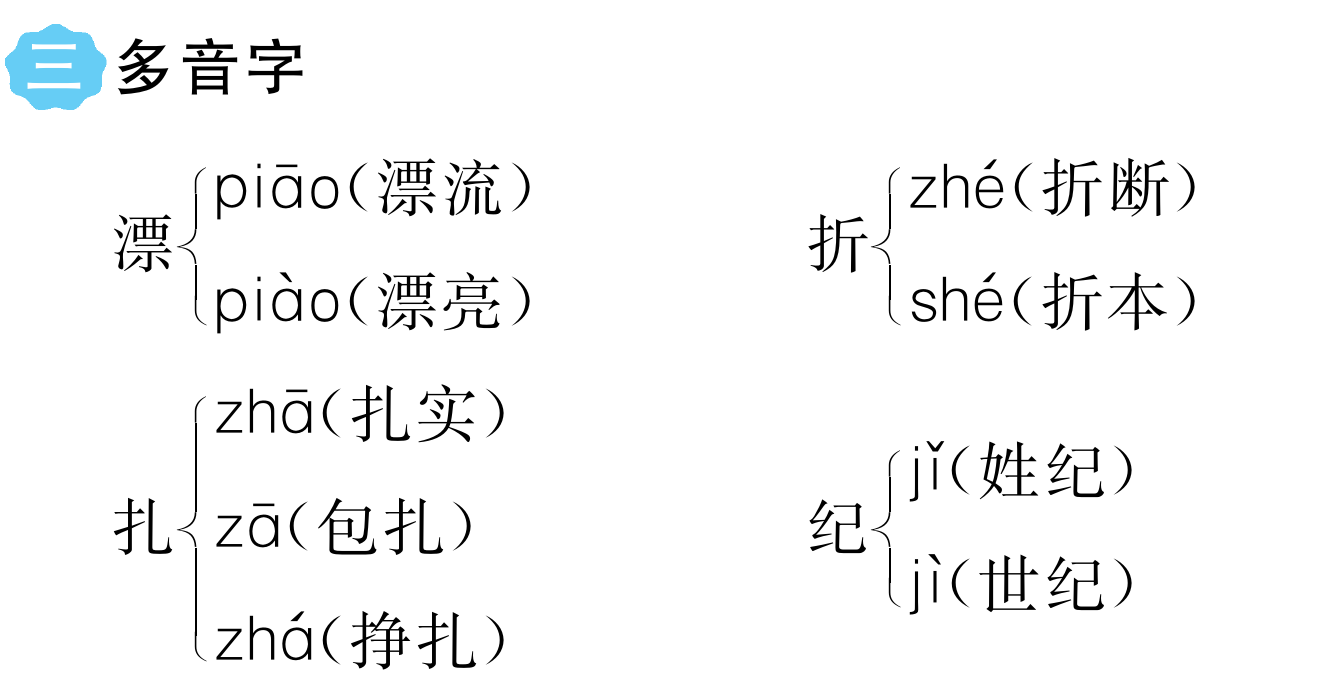 三 多音字
漂 piāo(漂流)
piào(漂亮)
折 zhé(折断)
shé(折本)
扎 zhā(扎实)
zā(包扎)
zhá(挣扎)
纪 jǐ(姓纪)
jì(世纪)